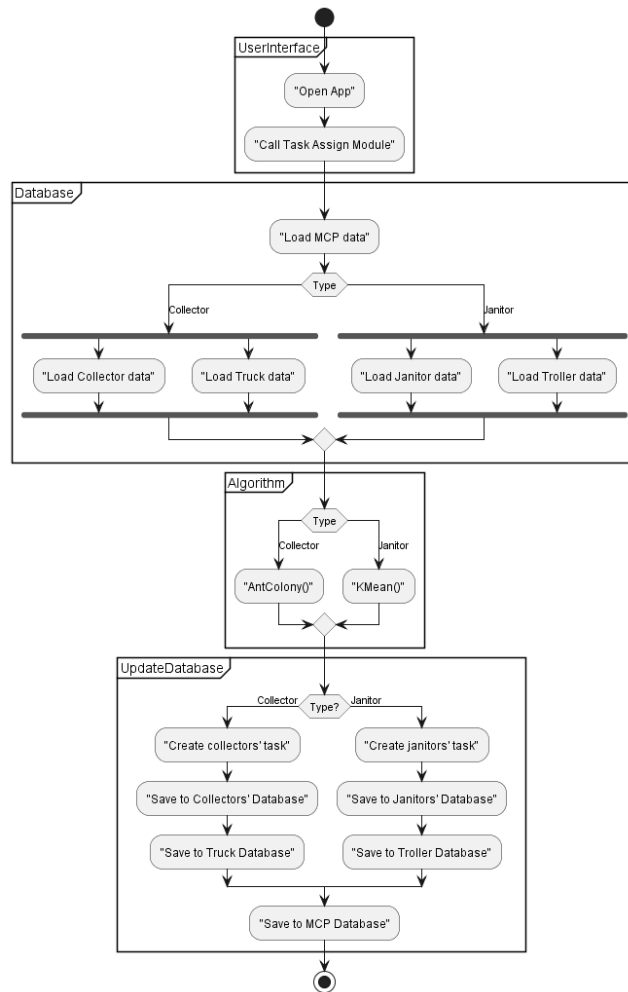 UserInterface
"Open App"
"Call Task Assign Module"
Database
"Load MCP data"
Type
Collector
Janitor
"Load Collector data"
"Load Truck data"
"Load Janitor data"
"Load Troller data"
Algorithm
Type
Collector
Janitor
"AntColony()"
"KMean()"
UpdateDatabase
Collector
Type?
Janitor
"Create collectors' task"
"Create janitors' task"
"Save to Collectors' Database"
"Save to Janitors' Database"
"Save to Truck Database"
"Save to Troller Database"
"Save to MCP Database"